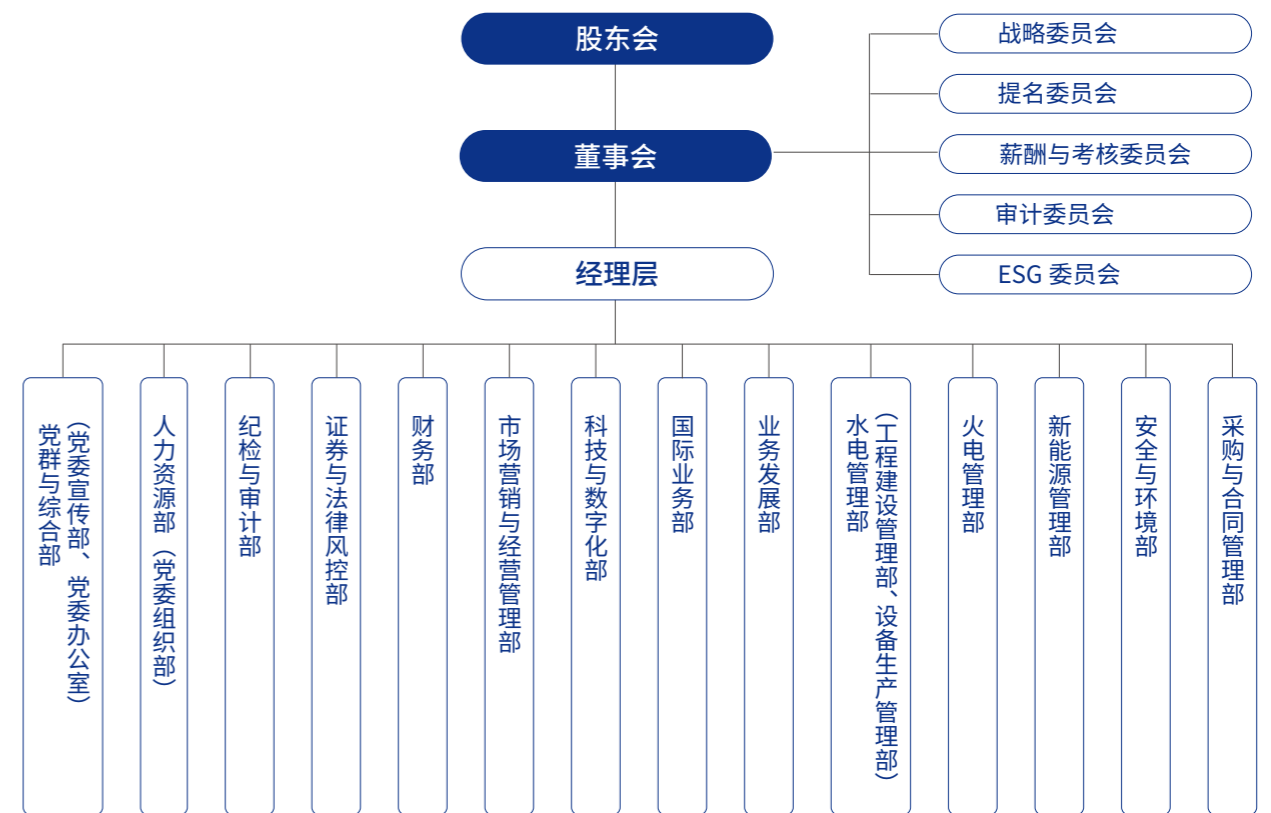 股东会
董事会
经理层
战略委员会
提名委员会
薪酬与考核委员会
审计委员会
ESG 委员会
党群与综合部
（党委宣传部、党委办公室）
人力资源部（党委组织部）
纪检与审计部
证券与法律风控部
财务部
市场营销与经营管理部
科技与数字化部
国际业务部
业务发展部
水电管理部
（工程建设管理部、设备生产管理部）
火电管理部
新能源管理部
安全与环境部
采购与合同管理部